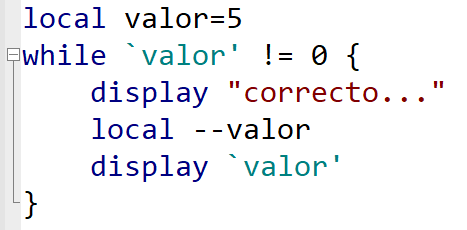 local valor=5
while `valor' != 0 {
display "correcto..."
local --valor
display `valor'
}